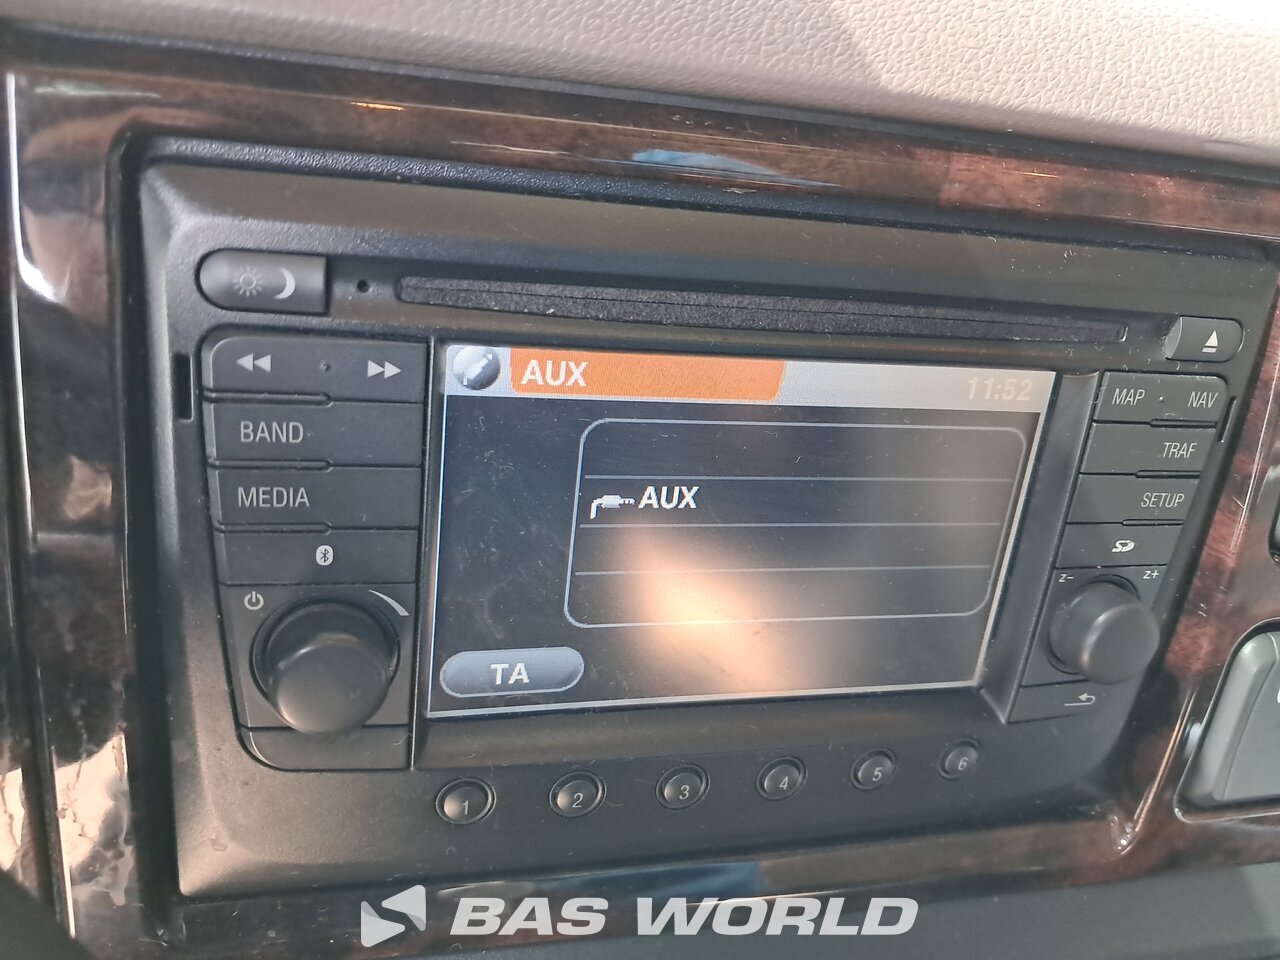 AUX
11:52
AUX
TA
BAND
MEDIA
MAP · NAV
TRAF
SETUP
z- z+
1 2 3 4 5 6
BAS WORLD